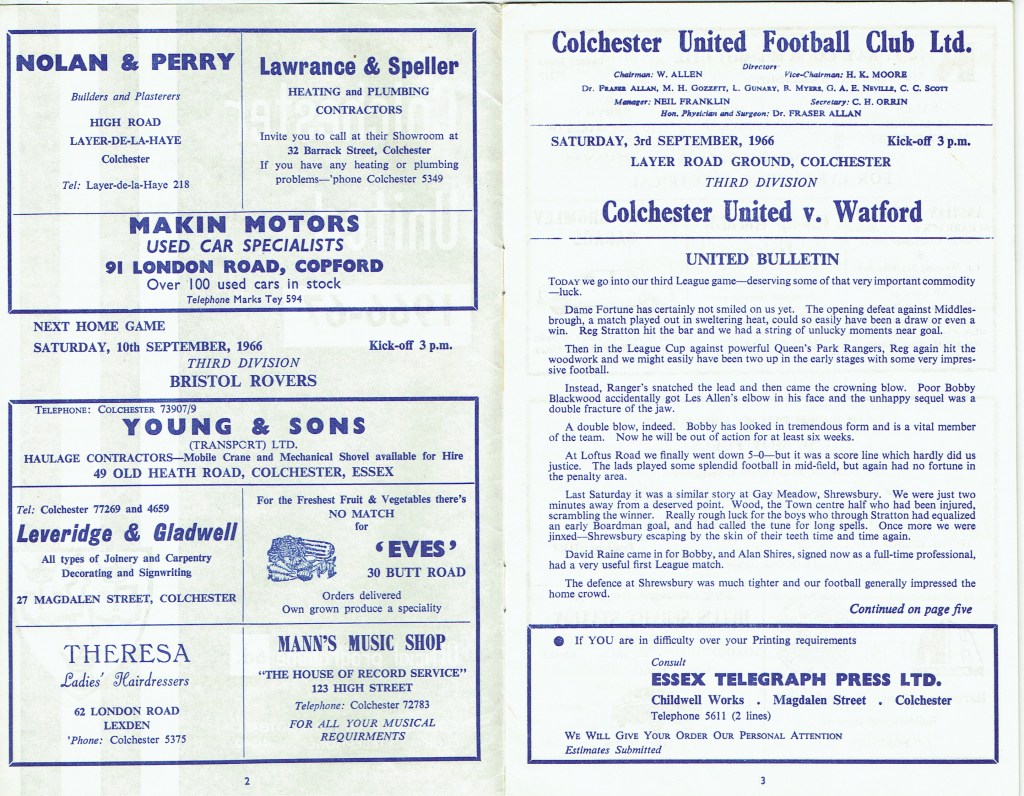 NOLAN & PERRY
Builders and Plasterers
HIGH ROAD
LAYER-DE-LA-HAYE
Colchester
Tel: Layer-de-la-Haye 218
Lawrance & Speller
HEATING and PLUMBING
CONTRACTORS
Invite you to call at their Showroom at
32 Barrack Street, Colchester
If you have any heating or plumbing
problems—'phone Colchester 5349
MAKIN MOTORS
USED CAR SPECIALISTS
91 LONDON ROAD, COPFORD
Over 100 used cars in stock
Telephone Marks Tey 594
NEXT HOME GAME
SATURDAY, 10th SEPTEMBER, 1966 Kick-off 3 p.m.
THIRD DIVISION
BRISTOL ROVERS
TELEPHONE: COLCHESTER 73907/9
YOUNG & SONS
(TRANSPORT) LTD.
HAULAGE CONTRACTORS—Mobile Crane and Mechanical Shovel available for Hire
49 OLD HEATH ROAD, COLCHESTER, ESSEX
Tel: Colchester 77269 and 4659
Leveridge & Gladwell
All types of Joinery and Carpentry
Decorating and Signwriting
27 MAGDALEN STREET, COLCHESTER
For the Freshest Fruit & Vegetables there's
NO MATCH
for
'EVES'
30 BUTT ROAD
Orders delivered
Own grown produce a speciality
THERESA
Ladies' Hairdressers
62 LONDON ROAD
LEXDEN
'Phone: Colchester 5375
MANN'S MUSIC SHOP
"THE HOUSE OF RECORD SERVICE"
123 HIGH STREET
Telephone: Colchester 72783
FOR ALL YOUR MUSICAL
REQUIRMENTS
2
Colchester United Football Club Ltd.
Directors
Chairman: W. ALLEN Vice-Chairman: H. K. MOORE
DR. FRASER ALLAN, M. H. GOZZETT, L. GUNARY, B. MYERS, G. A. E. NEVILLE, C. C. SCOTT
Manager: NEIL FRANKLIN Secretary: C. H. ORRIN
Hon. Physician and Surgeon: Dr. FRASER ALLAN
SATURDAY, 3rd SEPTEMBER, 1966 Kick-off 3 p.m.
LAYER ROAD GROUND, COLCHESTER
THIRD DIVISION
Colchester United v. Watford
UNITED BULLETIN
TODAY we go into our third League game—deserving some of that very important commodity
—luck.
Dame Fortune has certainly not smiled on us yet. The opening defeat against Middles-
brough, a match played out in sweltering heat, could so easily have been a draw or even a
win. Reg Stratton hit the bar and we had a string of unlucky moments near goal.
Then in the League Cup against powerful Queen's Park Rangers, Reg again hit the
woodwork and we might easily have been two up in the early stages with some very impres-
sive football.
Instead, Ranger's snatched the lead and then came the crowning blow. Poor Bobby
Blackwood accidentally got Les Allen's elbow in his face and the unhappy sequel was a
double fracture of the jaw.
A double blow, indeed. Bobby has looked in tremendous form and is a vital member
of the team. Now he will be out of action for at least six weeks.
At Loftus Road we finally went down 5–0—but it was a score line which hardly did us
justice. The lads played some splendid football in mid-field, but again had no fortune in
the penalty area.
Last Saturday it was a similar story at Gay Meadow, Shrewsbury. We were just two
minutes away from a deserved point. Wood, the Town centre half who had been injured,
scrambling the winner. Really rough luck for the boys who through Stratton had equalized
an early Boardman goal, and had called the tune for long spells. Once more we were
jinxed—Shrewsbury escaping by the skin of their teeth time and time again.
David Raine came in for Bobby, and Alan Shires, signed now as a full-time professional,
had a very useful first League match.
The defence at Shrewsbury was much tighter and our football generally impressed the
home crowd.
Continued on page five
If YOU are in difficulty over your Printing requirements
Consult
ESSEX TELEGRAPH PRESS LTD.
Childwell Works . Magdalen Street . Colchester
Telephone 5611 (2 lines)
WE WILL GIVE YOUR ORDER OUR PERSONAL ATTENTION
Estimates Submitted
3